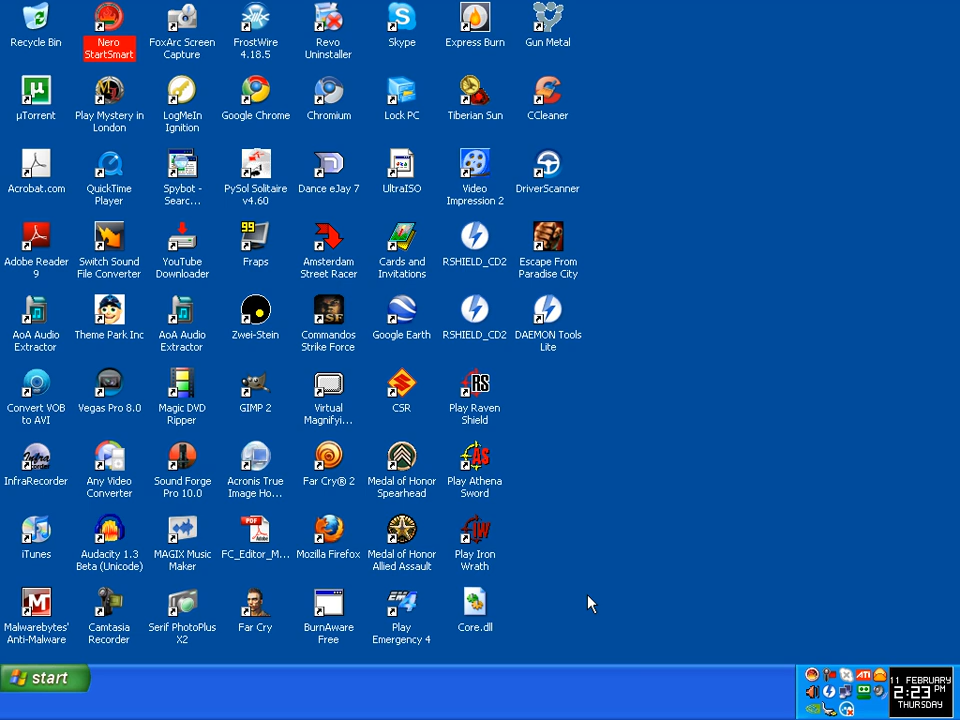 Recycle Bin
Nero
StartSmart
FoxArc Screen
Capture
FrostWire
4.18.5
Revo
Uninstaller
Skype
Express Burn
Gun Metal
µTorrent
Play Mystery in
London
LogMeIn
Ignition
Google Chrome
Chromium
Lock PC
Tiberian Sun
CCleaner
Acrobat.com
QuickTime
Player
Spybot -
Searc...
PySol Solitaire
v4.60
Dance eJay 7
UltraISO
Video
Impression 2
DriverScanner
Adobe Reader
9
Switch Sound
File Converter
YouTube
Downloader
99
Fraps
Amsterdam
Street Racer
Cards and
Invitations
RSHIELD_CD2
Escape From
Paradise City
AoA Audio
Extractor
Theme Park Inc
AoA Audio
Extractor
Zwei-Stein
SF
Commandos
Strike Force
Google Earth
RSHIELD_CD2
DAEMON Tools
Lite
Convert VOB
to AVI
Vegas Pro 8.0
Magic DVD
Ripper
GIMP 2
Virtual
Magnifyi...
CSR
RS
Play Raven
Shield
Infra
InfraRecorder
Any Video
Converter
Sound Forge
Pro 10.0
Acronis True
Image Ho...
Far Cry® 2
Medal of Honor
Spearhead
AS
Play Athena
Sword
iTunes
Audacity 1.3
Beta (Unicode)
MAGIX Music
Maker
PDF
FC_Editor_M...
Mozilla Firefox
Medal of Honor
Allied Assault
IW
Play Iron
Wrath
M
Malwarebytes'
Anti-Malware
Camtasia
Recorder
Serif PhotoPlus
X2
Far Cry
BurnAware
Free
EM4
Play
Emergency 4
Core.dll
start
ATI
11 FEBRUARY
2:23 PM
THURSDAY